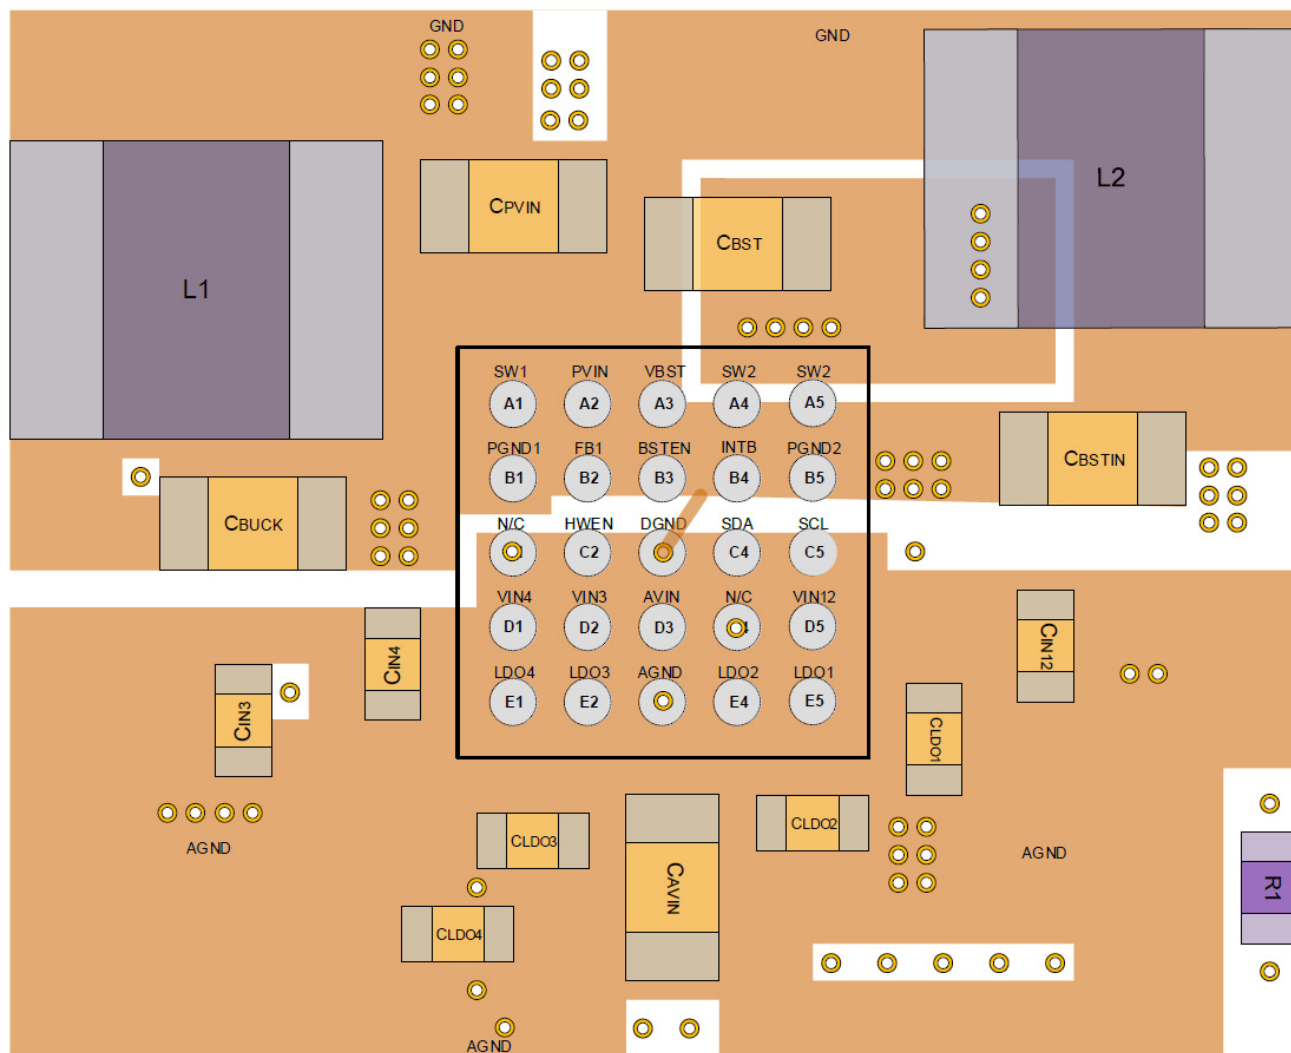 GND
GND
L2
CPVIN
CBST
L1
SW1 PVIN VBST SW2 SW2
A1 A2 A3 A4 A5
PGND1 FB1 BSTEN INTB PGND2
B1 B2 B3 B4 B5
CBSTIN
CBUCK
N/C HWEN DGND SDA SCL
C2 C4 C5
VIN4 VIN3 AVIN N/C VIN12
D1 D2 D3 D5
CIN4
CIN12
LDO4 LDO3 AGND LDO2 LDO1
E1 E2 E4 E5
CIN3
CLDO1
AGND
CLDO3
CLDO2
AGND
CAVIN
R1
CLDO4
AGND